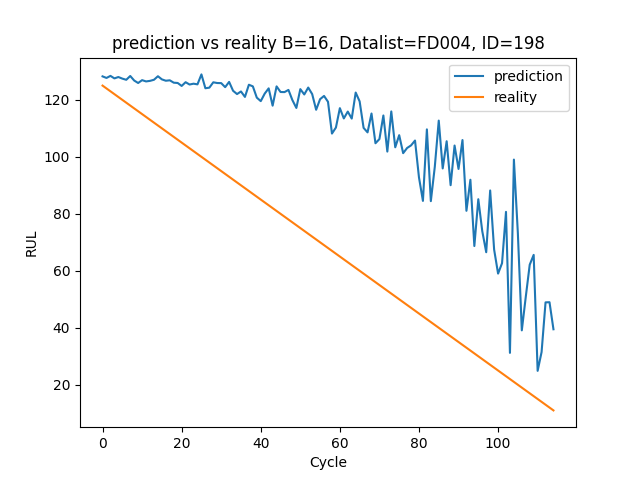 prediction vs reality B=16, Datalist=FD004, ID=198
prediction
reality
RUL
120
100
80
60
40
20
0 20 40 60 80 100
Cycle